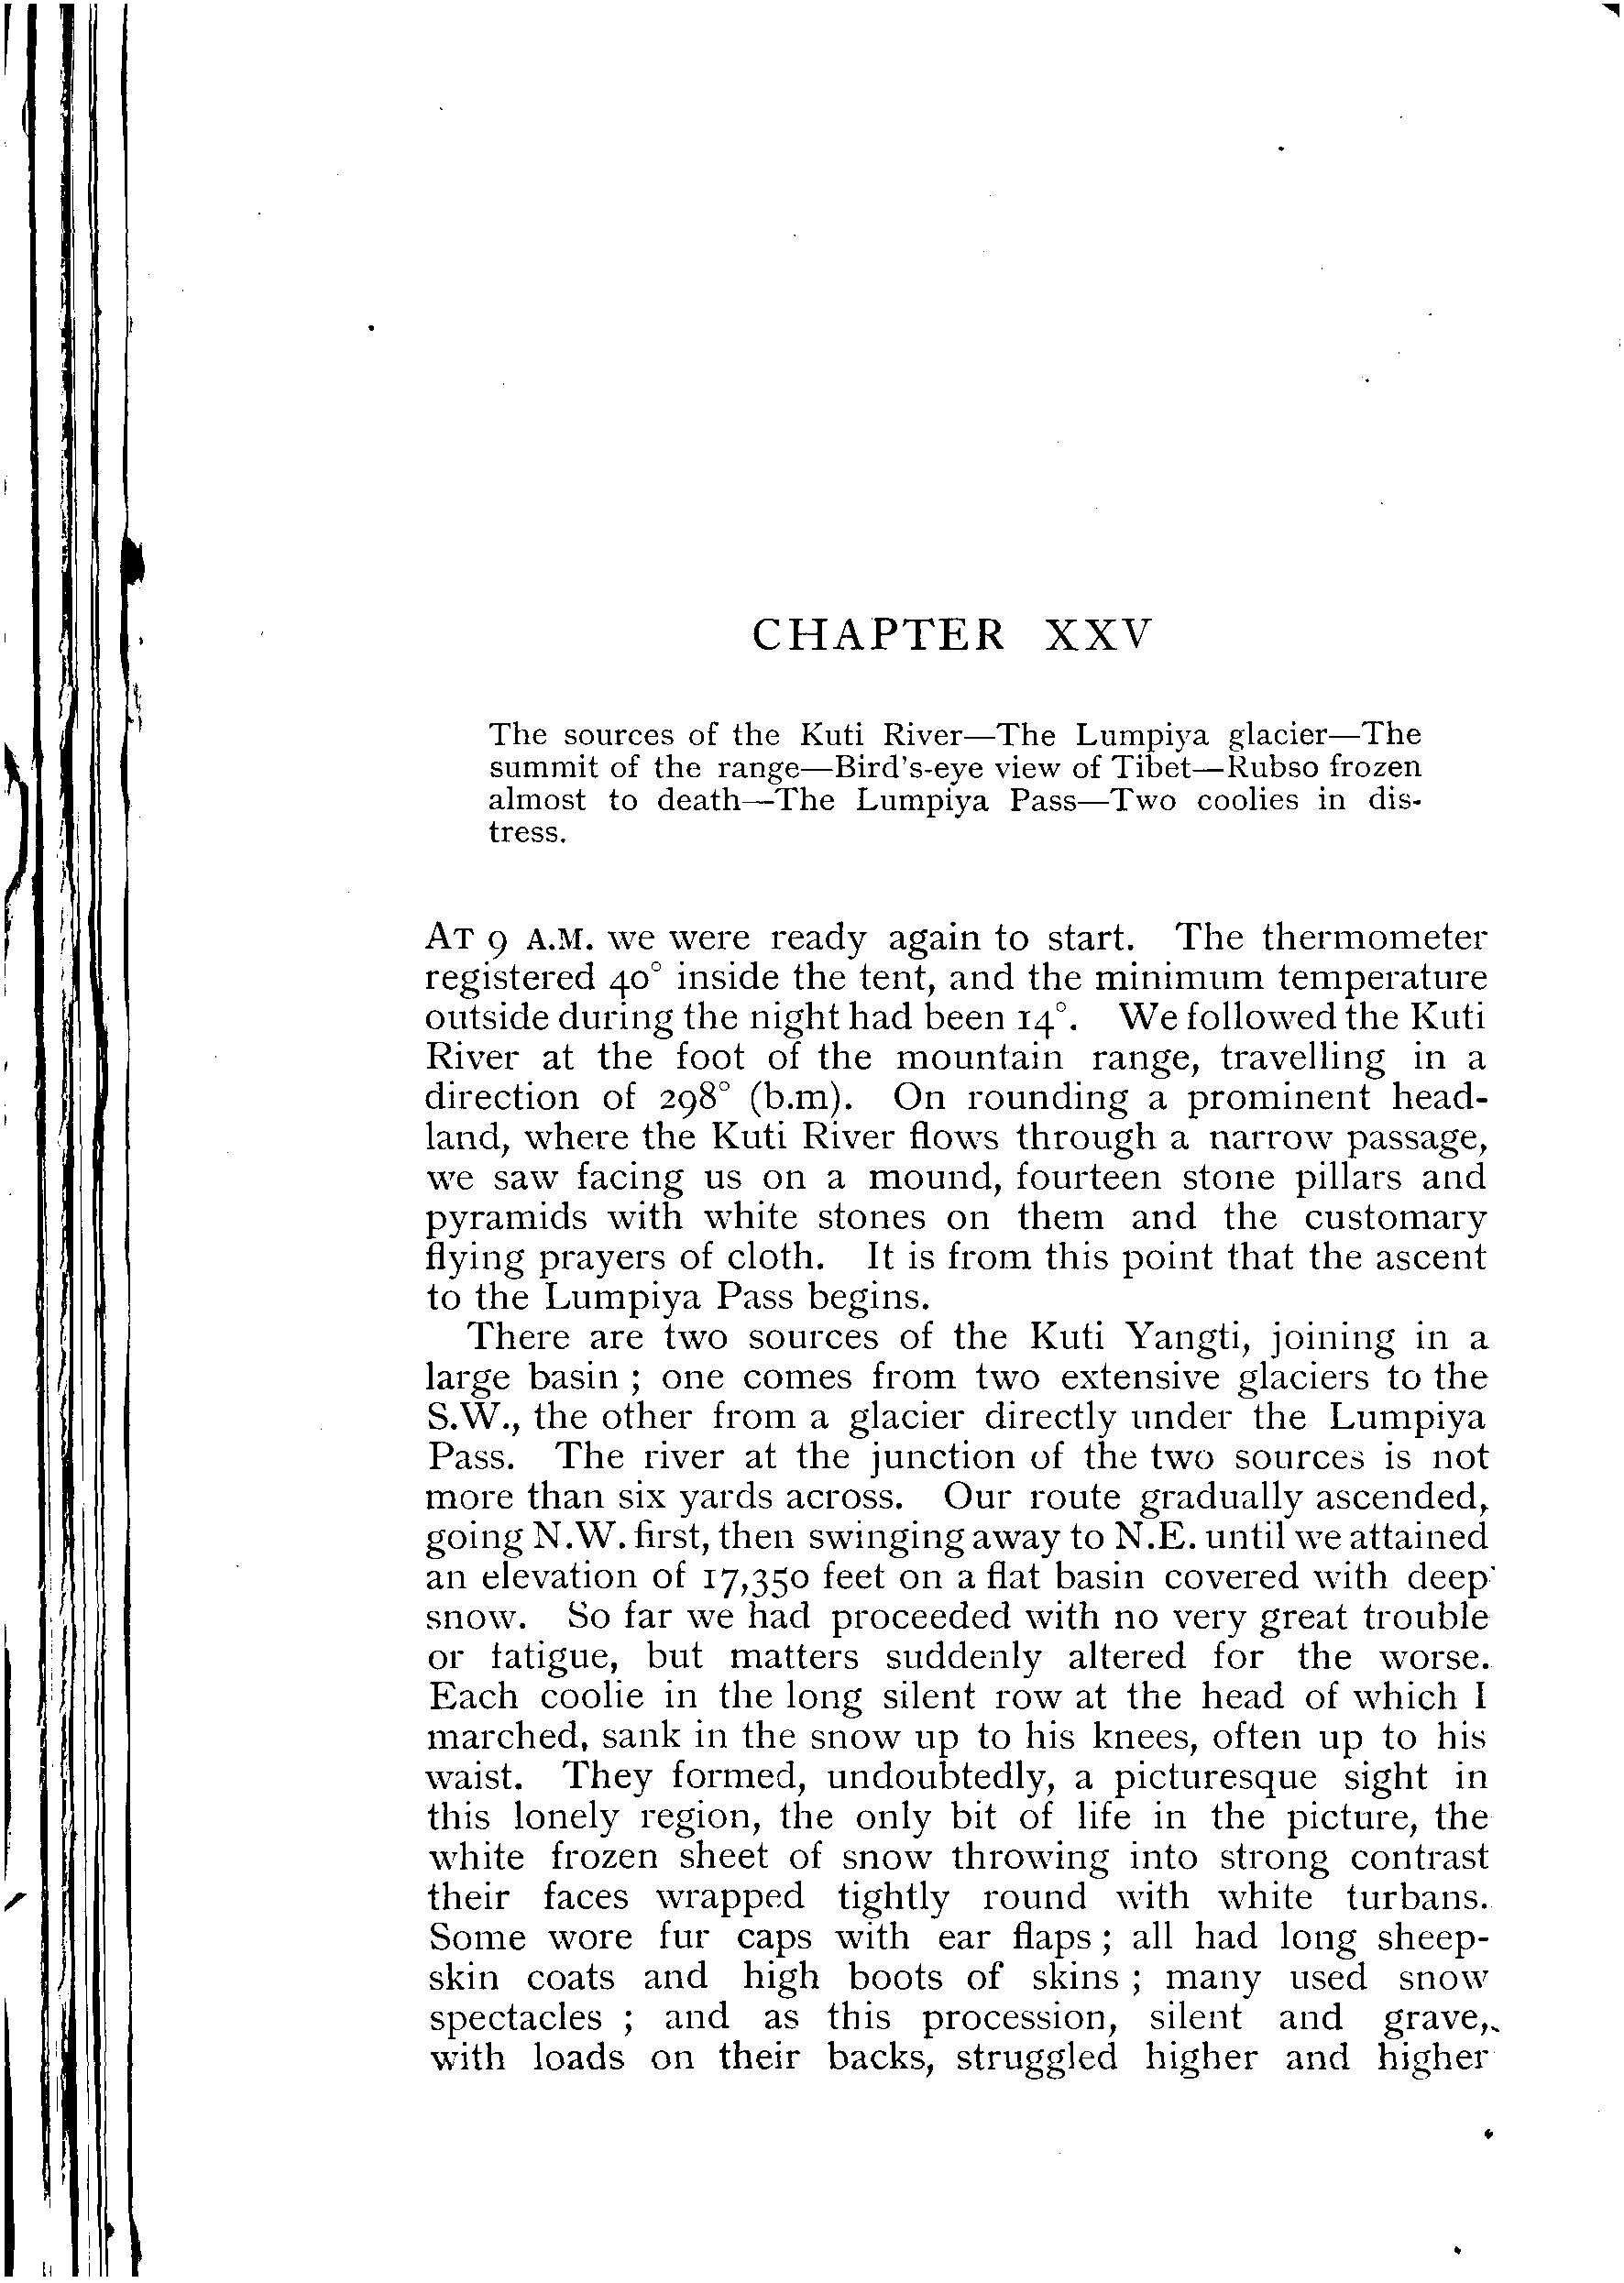 CHAPTER XXV
The sources of the Kuti River—The Lumpiya glacier—The
summit of the range—Bird's-eye view of Tibet—Rubso frozen
almost to death—The Lumpiya Pass—Two coolies in dis-
tress.
AT 9 A.M. we were ready again to start. The thermometer
registered 40° inside the tent, and the minimum temperature
outside during the night had been 14°. We followed the Kuti
River at the foot of the mountain range, travelling in a
direction of 298° (b.m). On rounding a prominent head-
land, where the Kuti River flows through a narrow passage,
we saw facing us on a mound, fourteen stone pillars and
pyramids with white stones on them and the customary
flying prayers of cloth. It is from this point that the ascent
to the Lumpiya Pass begins.
There are two sources of the Kuti Yangti, joining in a
large basin ; one comes from two extensive glaciers to the
S.W., the other from a glacier directly under the Lumpiya
Pass. The river at the junction of the two sources is not
more than six yards across. Our route gradually ascended,
going N.W. first, then swinging away to N.E. until we attained
an elevation of 17,350 feet on a flat basin covered with deep
snow. So far we had proceeded with no very great trouble
or fatigue, but matters suddenly altered for the worse.
Each coolie in the long silent row at the head of which I
marched, sank in the snow up to his knees, often up to his
waist. They formed, undoubtedly, a picturesque sight in
this lonely region, the only bit of life in the picture, the
white frozen sheet of snow throwing into strong contrast
their faces wrapped tightly round with white turbans.
Some wore fur caps with ear flaps ; all had long sheep-
skin coats and high boots of skins ; many used snow
spectacles ; and as this procession, silent and grave,
with loads on their backs, struggled higher and higher